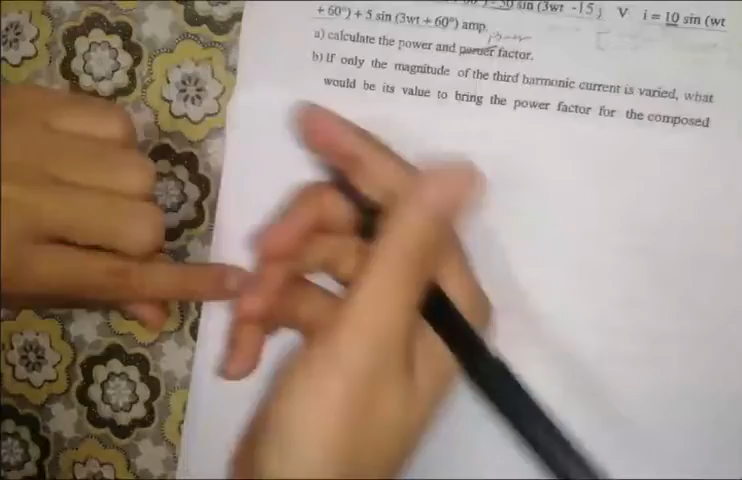 sin (3wt -15) V i = 10 sin (wt
+ 60°) + 5 sin (3wt + 60°) amp.
a) calculate the power and factor.
b) If only the magnitude of the third harmonic current is varied, what
would be its value to bring the power factor for the composed